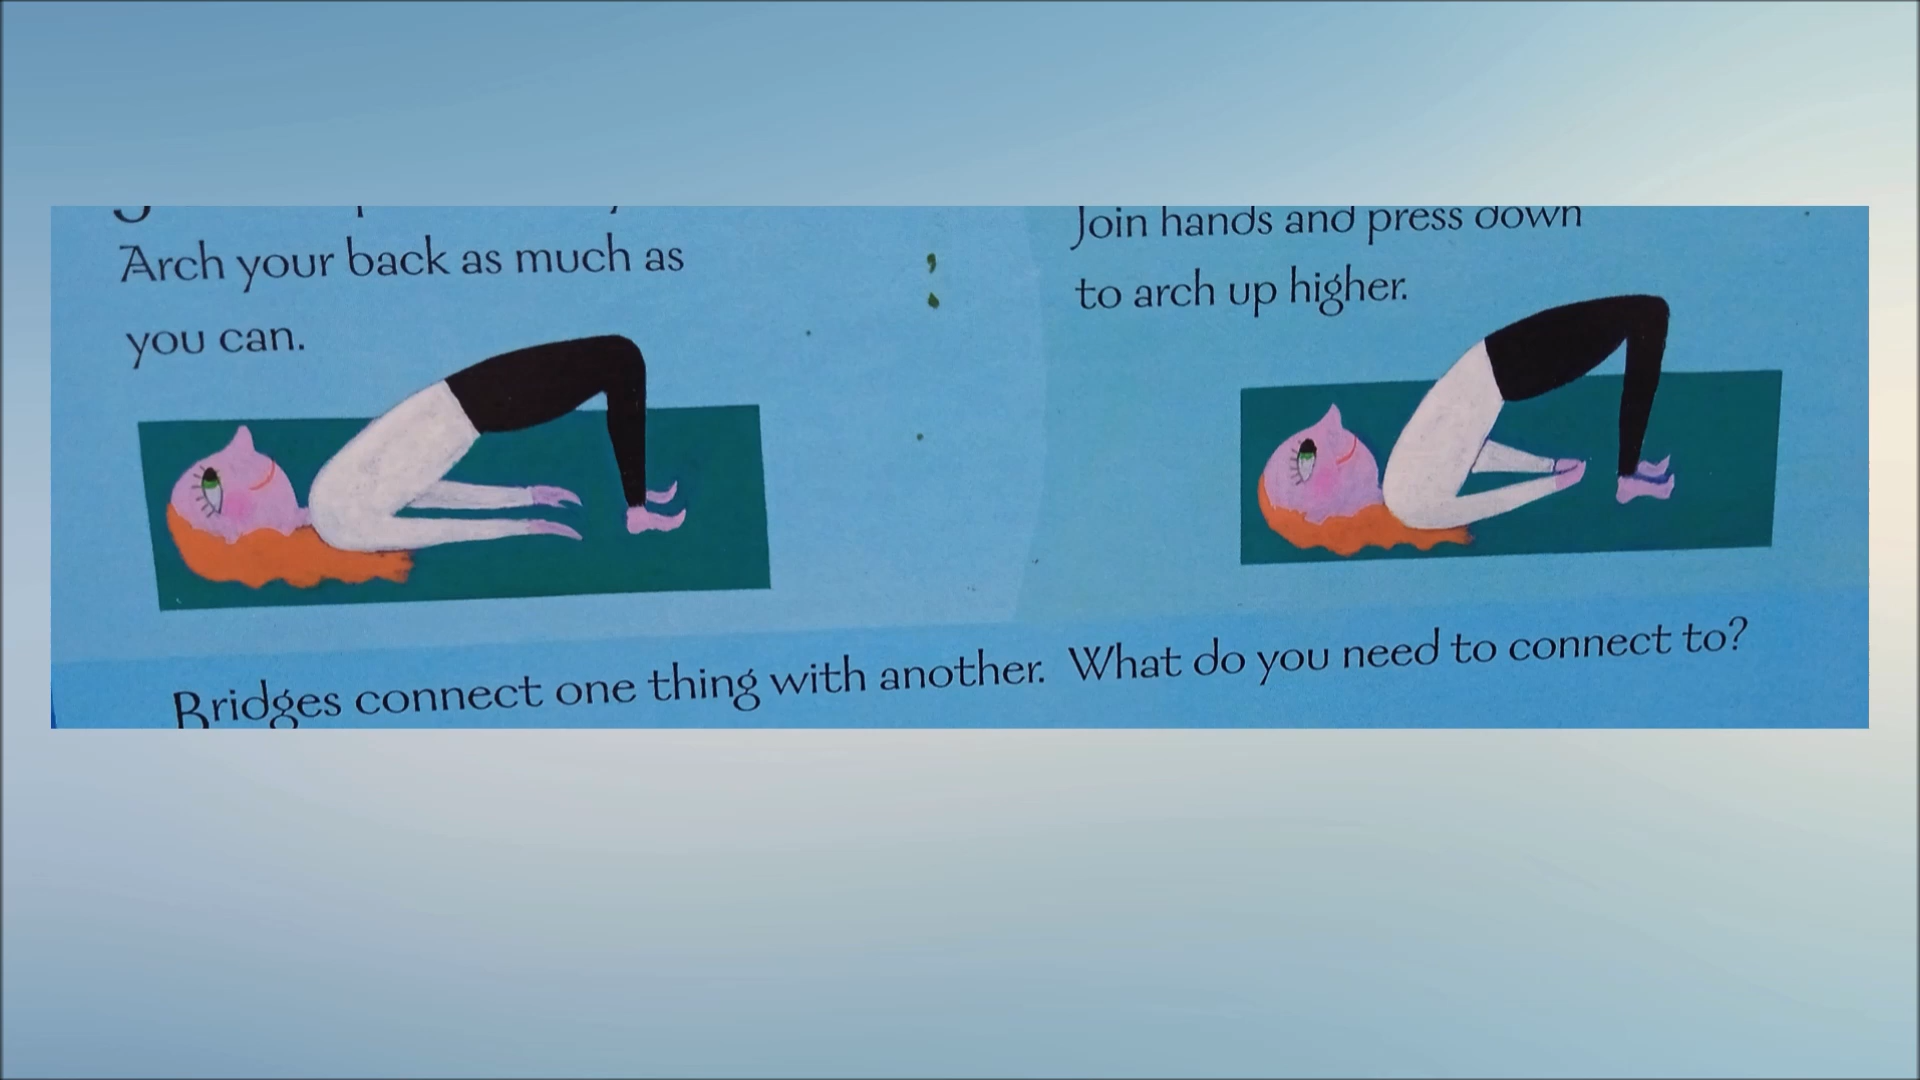 Arch your back as much as
you can.
Join hands and press down
to arch up higher.
Bridges connect one thing with another. What do you need to connect to?